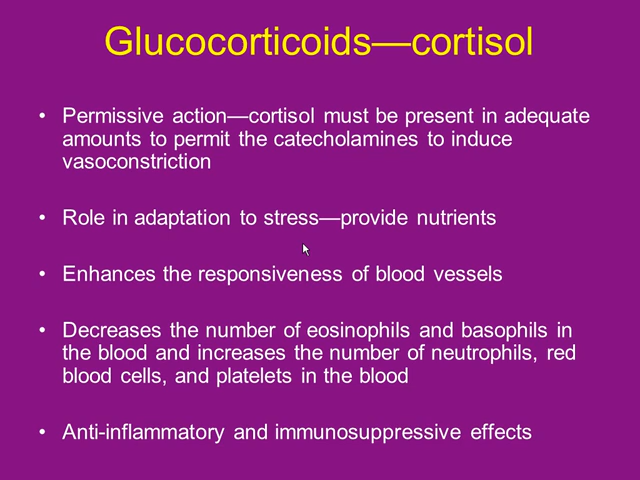 Glucocorticoids—cortisol
• Permissive action—cortisol must be present in adequate
amounts to permit the catecholamines to induce
vasoconstriction
• Role in adaptation to stress—provide nutrients
• Enhances the responsiveness of blood vessels
• Decreases the number of eosinophils and basophils in
the blood and increases the number of neutrophils, red
blood cells, and platelets in the blood
• Anti-inflammatory and immunosuppressive effects